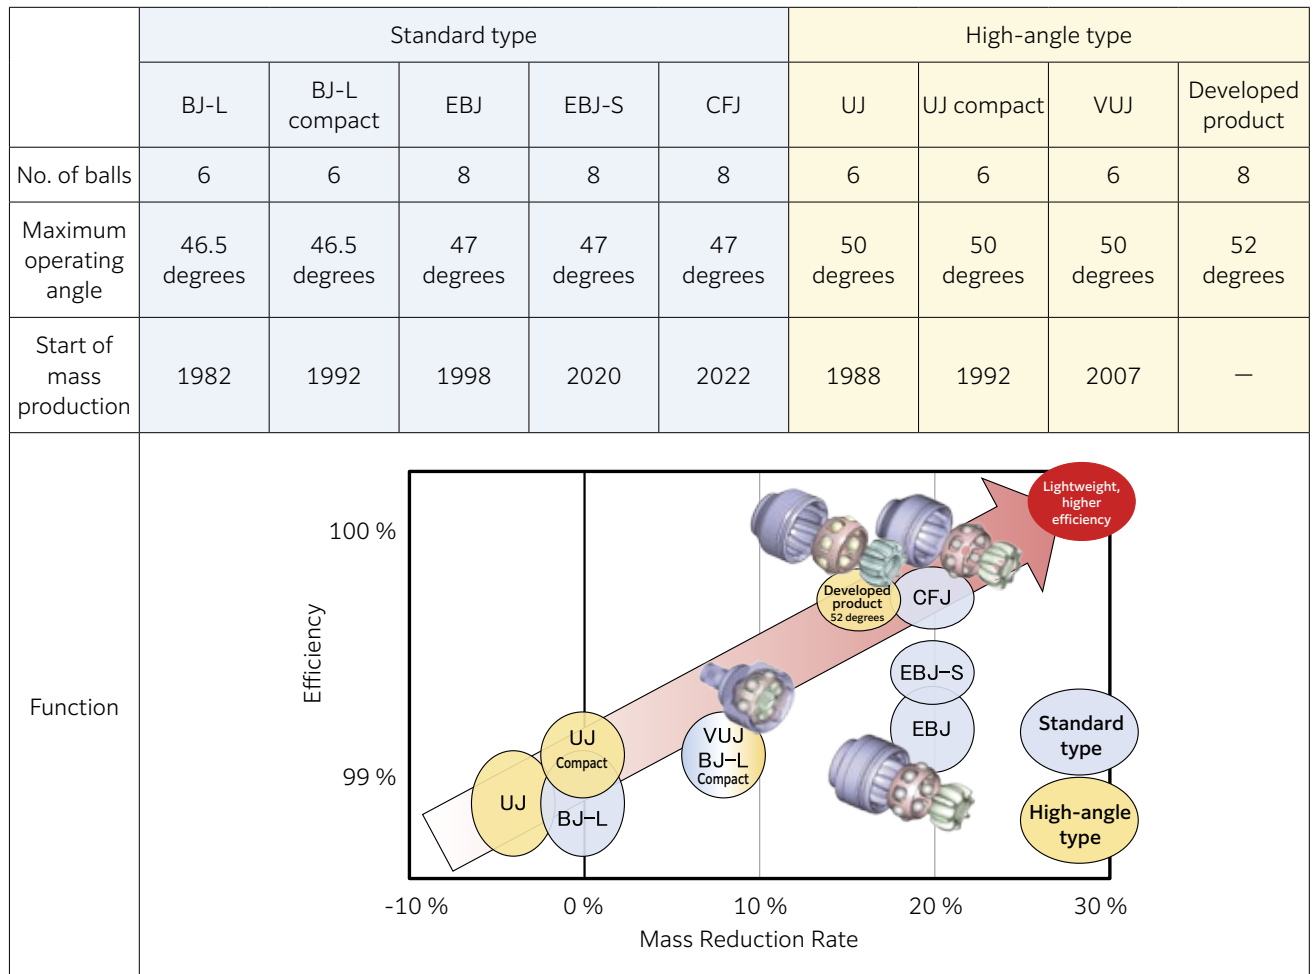 Standard type
High-angle type
BJ-L
BJ-L
compact
EBJ
EBJ-S
CFJ
UJ
UJ compact
VUJ
Developed
product
No. of balls
6
6
8
8
8
6
6
6
8
Maximum
operating
angle
46.5
degrees
46.5
degrees
47
degrees
47
degrees
47
degrees
50
degrees
50
degrees
50
degrees
52
degrees
Start of
mass
production
1982
1992
1998
2020
2022
1988
1992
2007
—
Function
Efficiency
100 %
99 %
Lightweight,
higher
efficiency
Developed
product
52 degrees
CFJ
EBJ-S
EBJ
UJ
Compact
VUJ
BJ-L
Compact
UJ
BJ-L
Standard
type
High-angle
type
-10 %
0 %
10 %
20 %
30 %
Mass Reduction Rate